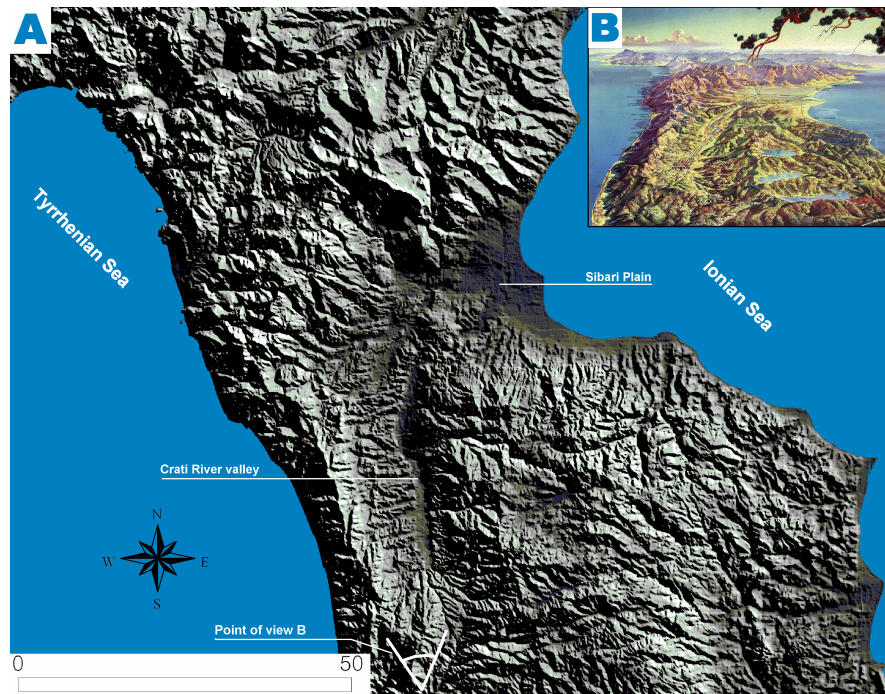 A
B
Tyrrhenian Sea
Ionian Sea
Sibari Plain
Crati River valley
N
W
E
S
Point of view B
0
50